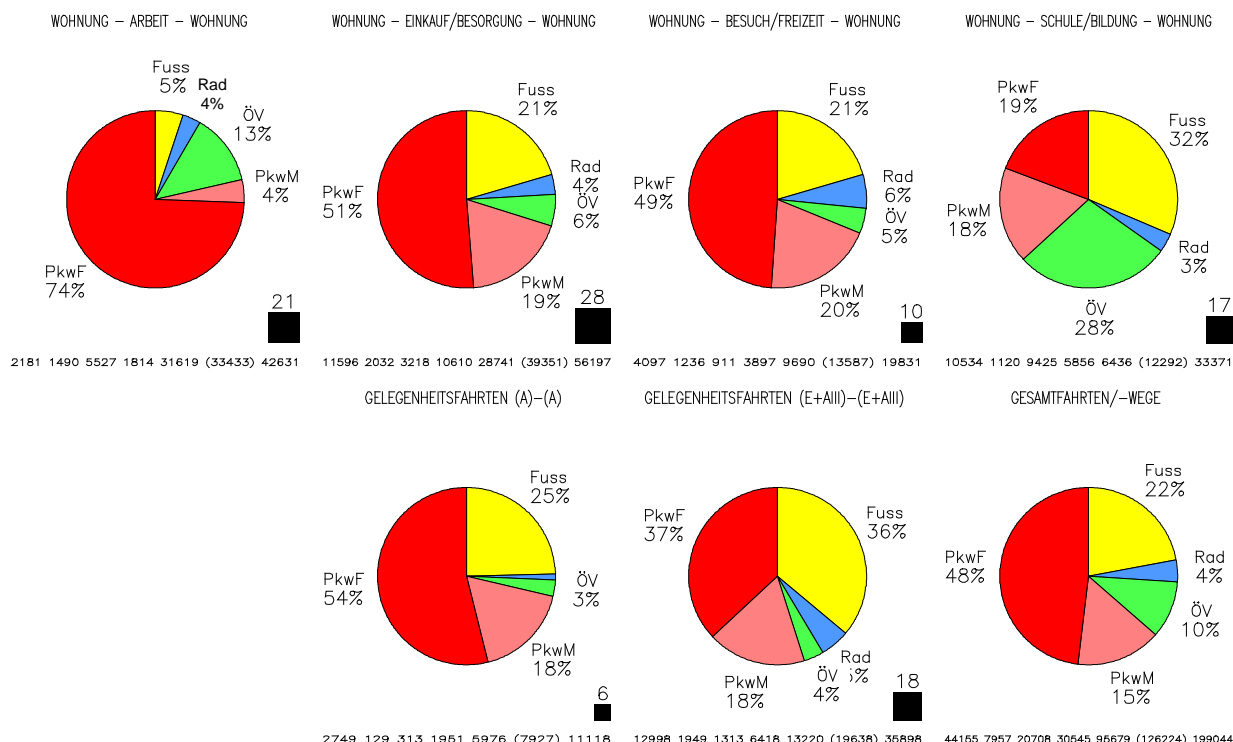 WOHNUNG – ARBEIT – WOHNUNG
Fuss
5%
Rad
4%
ÖV
13%
PkwM
4%
PkwF
74%
21
2181 1490 5527 1814 31619 (33433) 42631
WOHNUNG – EINKAUF/BESORGUNG – WOHNUNG
Fuss
21%
Rad
4%
ÖV
6%
PkwM
19%
PkwF
51%
28
11596 2032 3218 10610 28741 (39351) 56197
WOHNUNG – BESUCH/FREIZEIT – WOHNUNG
Fuss
21%
Rad
6%
ÖV
5%
PkwM
20%
PkwF
49%
10
4097 1236 911 3897 9690 (13587) 19831
WOHNUNG – SCHULE/BILDUNG – WOHNUNG
PkwF
19%
Fuss
32%
Rad
3%
ÖV
28%
PkwM
18%
17
10534 1120 9425 5856 6436 (12292) 33371
GELEGENHEITSFAHRTEN (A)–(A)
Fuss
25%
ÖV
3%
PkwM
18%
PkwF
54%
6
2749 129 313 1951 5976 (7927) 11118
GELEGENHEITSFAHRTEN (E+AIII)–(E+AIII)
PkwF
37%
Fuss
36%
Rad
5%
ÖV
4%
PkwM
18%
18
12998 1949 1313 6418 13220 (19638) 35898
GESAMTFAHRTEN/–WEGE
Fuss
22%
Rad
4%
ÖV
10%
PkwM
15%
PkwF
48%
44155 7957 20708 30545 95679 (126224) 199044